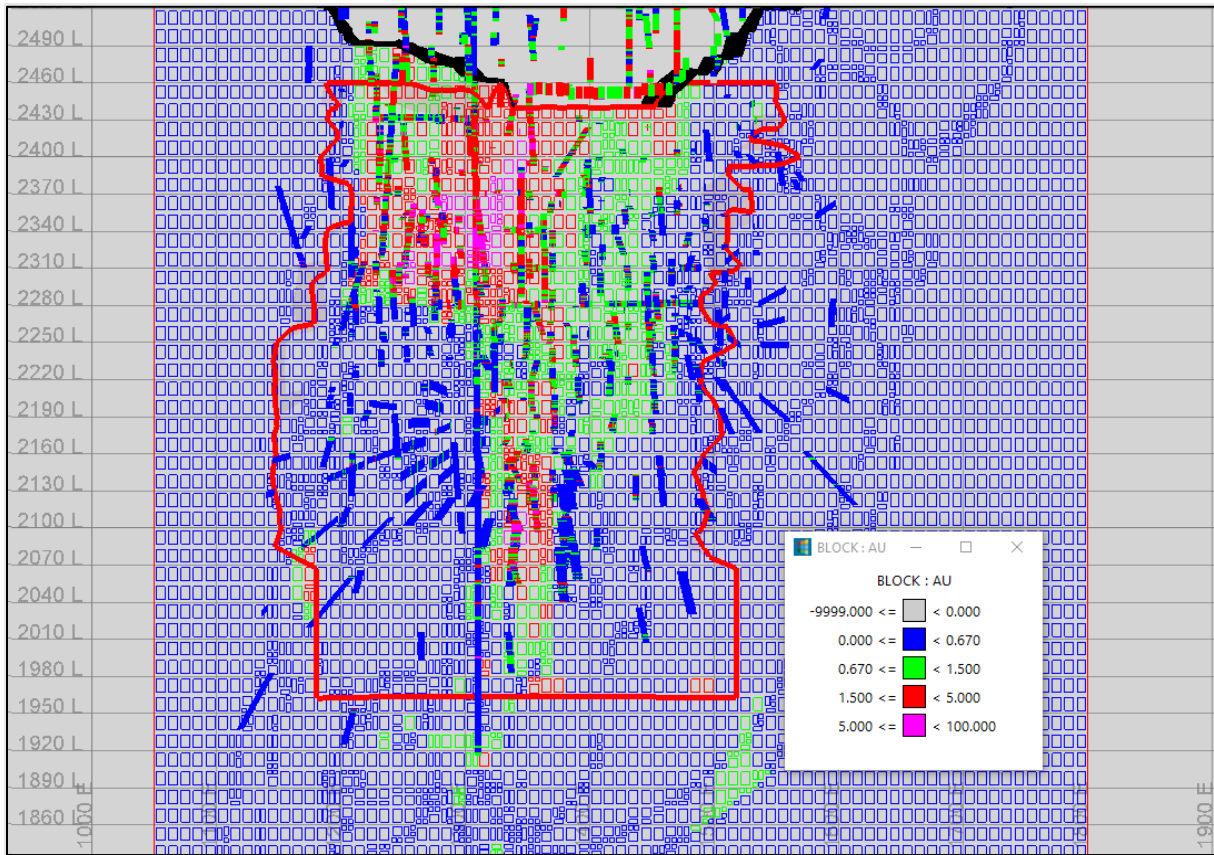 2490 L
2460 L
2430 L
2400 L
2370 L
2340 L
2310 L
2280 L
2250 L
2220 L
2190 L
2160 L
2130 L
2100 L
2070 L
2040 L
2010 L
1980 L
1950 L
1920 L
1890 L
1860 L
1000 E
1900 E
BLOCK : AU
BLOCK : AU
-9999.000 <= < 0.000
0.000 <= < 0.670
0.670 <= < 1.500
1.500 <= < 5.000
5.000 <= < 100.000